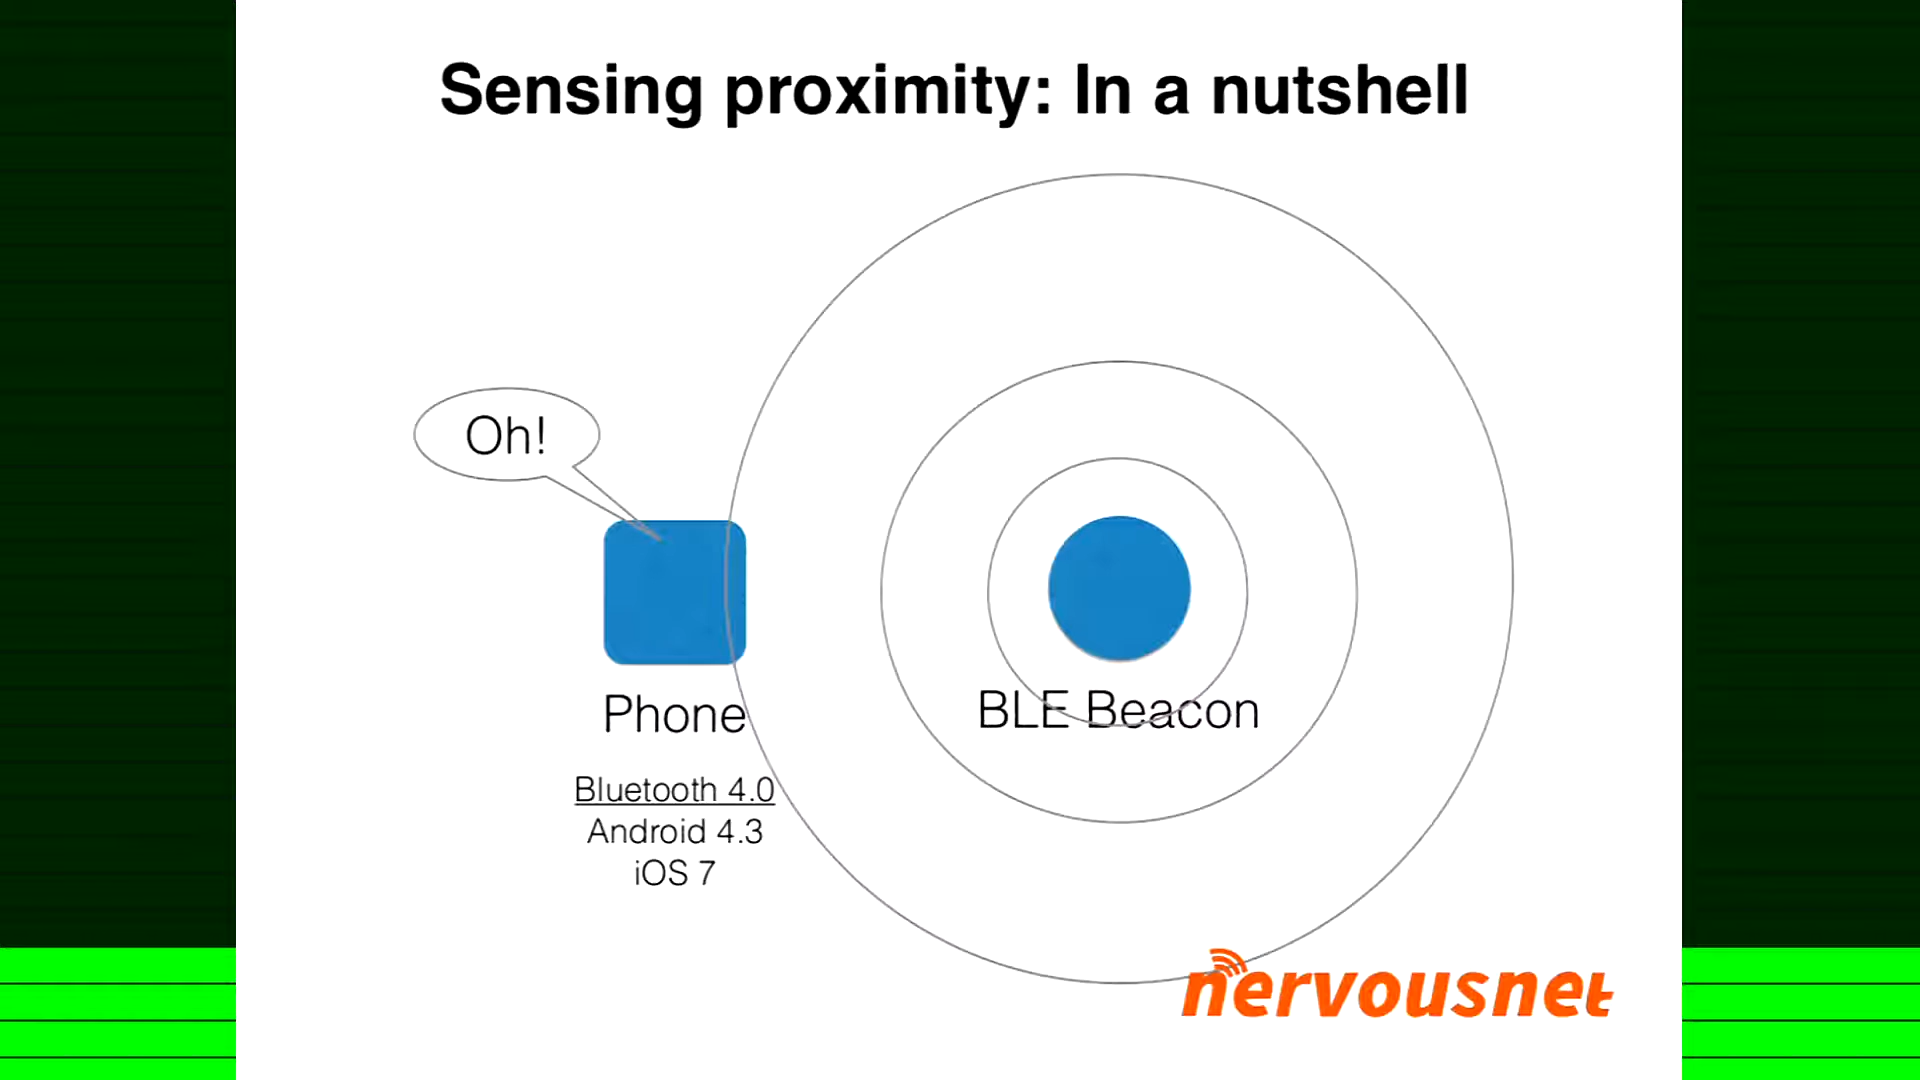 Sensing proximity: In a nutshell
Oh!
Phone
BLE Beacon
Bluetooth 4.0
Android 4.3
iOS 7
nervousnet